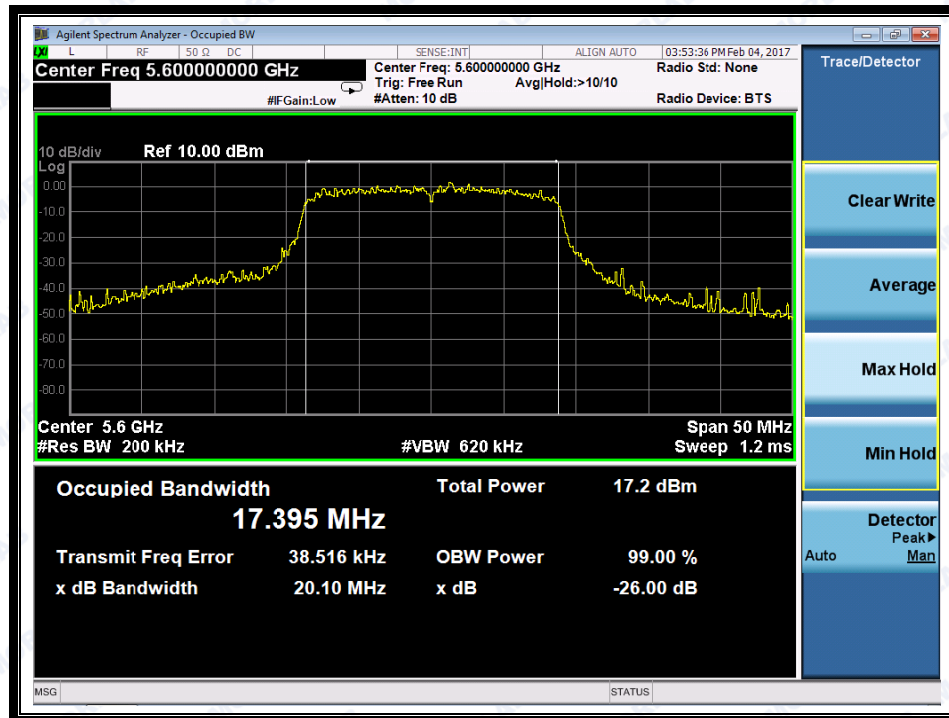 Agilent Spectrum Analyzer - Occupied BW
LXI L RF 50 Ω DC SENSE:INT ALIGN AUTO 03:53:36 PM Feb 04, 2017
Center Freq 5.600000000 GHz
Center Freq: 5.600000000 GHz Radio Std: None
Trig: Free Run Avg|Hold:>10/10
#IFGain:Low #Atten: 10 dB Radio Device: BTS
Trace/Detector
10 dB/div Ref 10.00 dBm
Log
0.00
-10.0
-20.0
-30.0
-40.0
-50.0
-60.0
-70.0
-80.0
Center 5.6 GHz Span 50 MHz
#Res BW 200 kHz #VBW 620 kHz Sweep 1.2 ms
Clear Write
Average
Max Hold
Min Hold
Detector
Peak▶
Auto Man
Occupied Bandwidth Total Power 17.2 dBm
17.395 MHz
Transmit Freq Error 38.516 kHz OBW Power 99.00 %
x dB Bandwidth 20.10 MHz x dB -26.00 dB
MSG STATUS